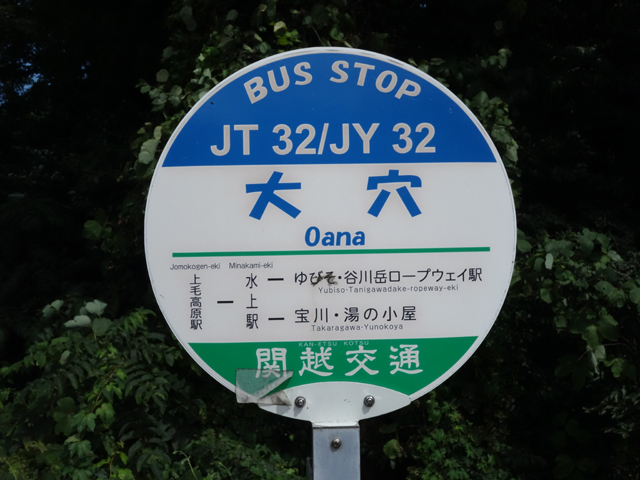 BUS STOP
JT 32/JY 32
大穴
Oana
Jomokogen-eki Minakami-eki
上毛高原駅 ー 水上駅 ー ゆびそ・谷川岳ロープウェイ駅
Yubiso-Tanigawadake-ropeway-eki
ー 宝川・湯の小屋
Takaragawa-Yunokoya
KAN-ETSU KOTSU
関越交通